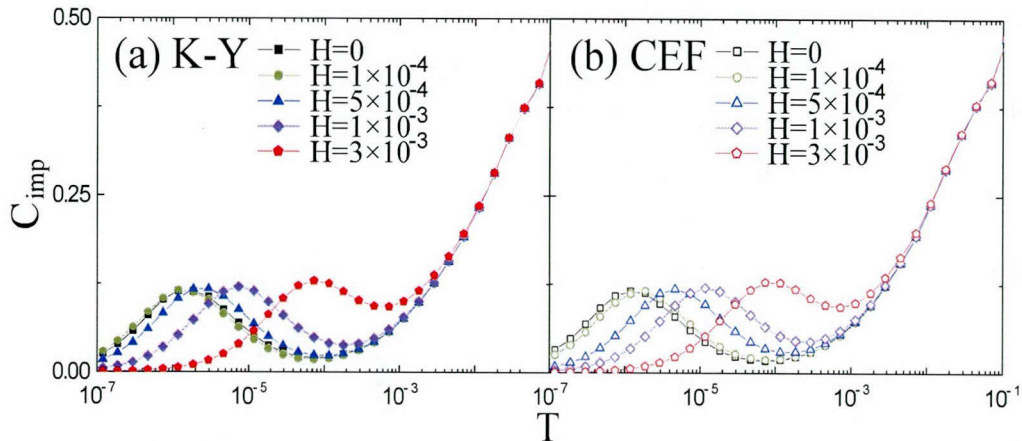 0.50
(a) K-Y
H=0
H=1×10⁻⁴
H=5×10⁻⁴
H=1×10⁻³
H=3×10⁻³
(b) CEF
H=0
H=1×10⁻⁴
H=5×10⁻⁴
H=1×10⁻³
H=3×10⁻³
0.25
C_imp
0.00
10⁻⁷ 10⁻⁵ 10⁻³ 10⁻⁷ 10⁻⁵ 10⁻³ 10⁻¹
T